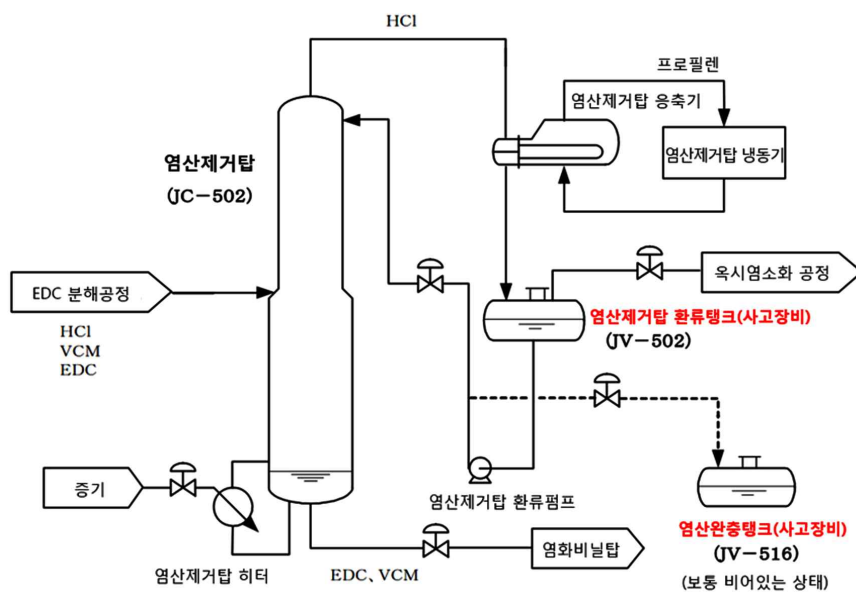 HCl
프로필렌
염산제거탑 응축기
염산제거탑 냉동기
염산제거탑
(JC-502)
EDC 분해공정
HCl
VCM
EDC
옥시염소화 공정
염산제거탑 환류탱크(사고장비)
(JV-502)
증기
염산제거탑 환류펌프
염산제거탑 히터
EDC、VCM
염화비닐탑
염산완충탱크(사고장비)
(JV-516)
(보통 비어있는 상태)